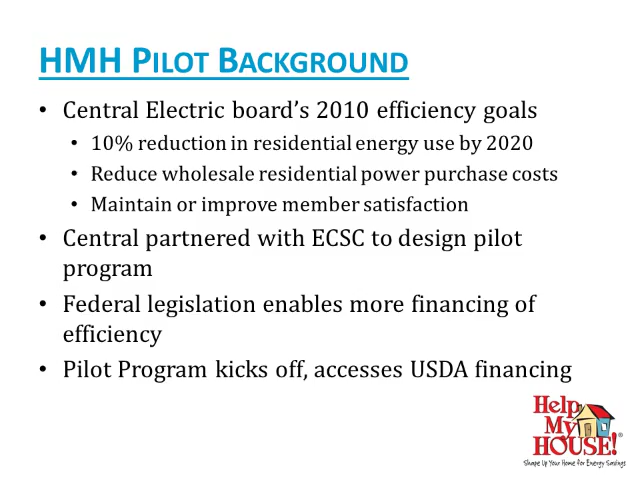 HMH PILOT BACKGROUND
• Central Electric board’s 2010 efficiency goals
• 10% reduction in residential energy use by 2020
• Reduce wholesale residential power purchase costs
• Maintain or improve member satisfaction
• Central partnered with ECSC to design pilot
program
• Federal legislation enables more financing of
efficiency
• Pilot Program kicks off, accesses USDA financing
Help
My
HOUSE!®
Shape Up Your Home for Energy Savings